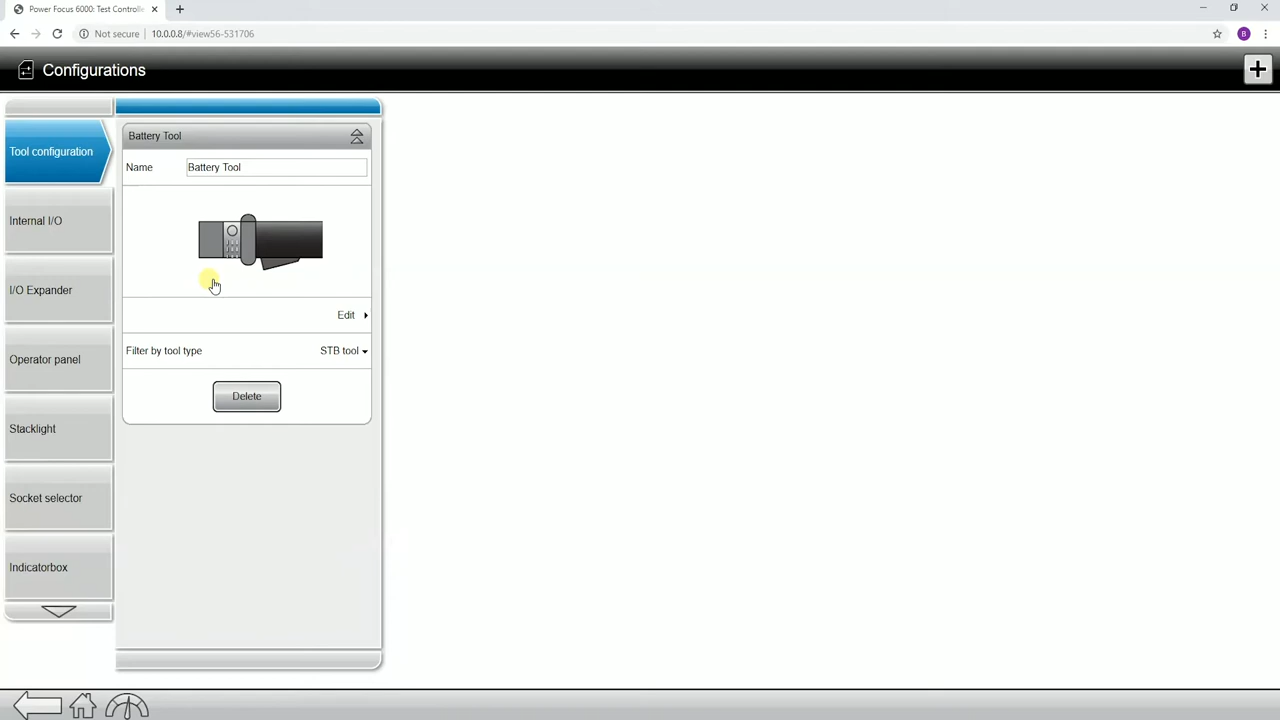 Power Focus 6000: Test Controlle
Not secure
10.0.0.8/#view56-531706
B
Configurations
Tool configuration
Internal I/O
I/O Expander
Operator panel
Stacklight
Socket selector
Indicatorbox
Battery Tool
Name
Battery Tool
Edit
Filter by tool type
STB tool
Delete